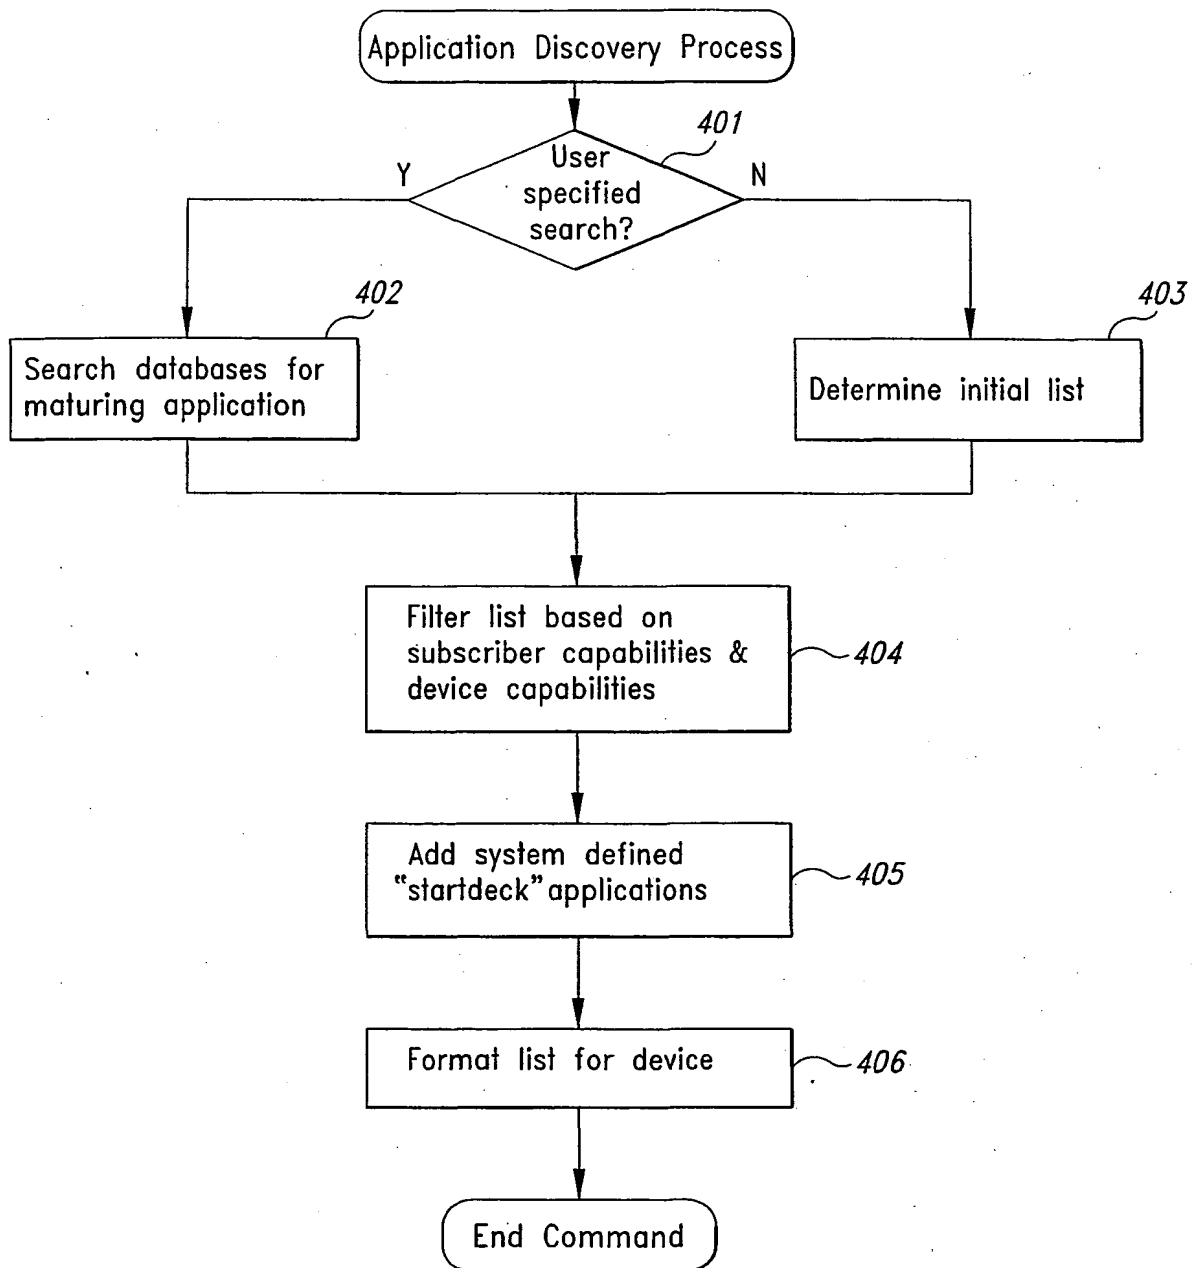 Application Discovery Process
401
User
specified
search?
Y
N
402
403
Search databases for
maturing application
Determine initial list
Filter list based on
subscriber capabilities &
device capabilities
404
Add system defined
"startdeck" applications
405
Format list for device
406
End Command